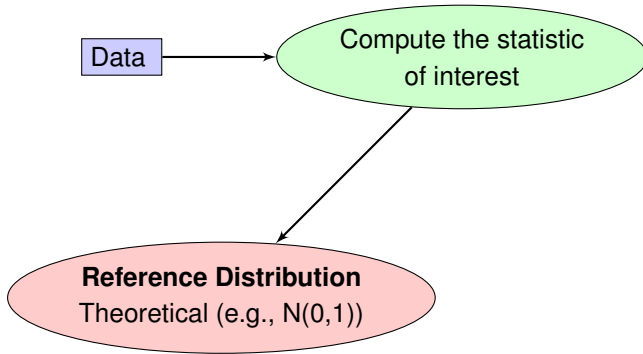 Data
Compute the statistic
of interest
Reference Distribution
Theoretical (e.g., N(0,1))